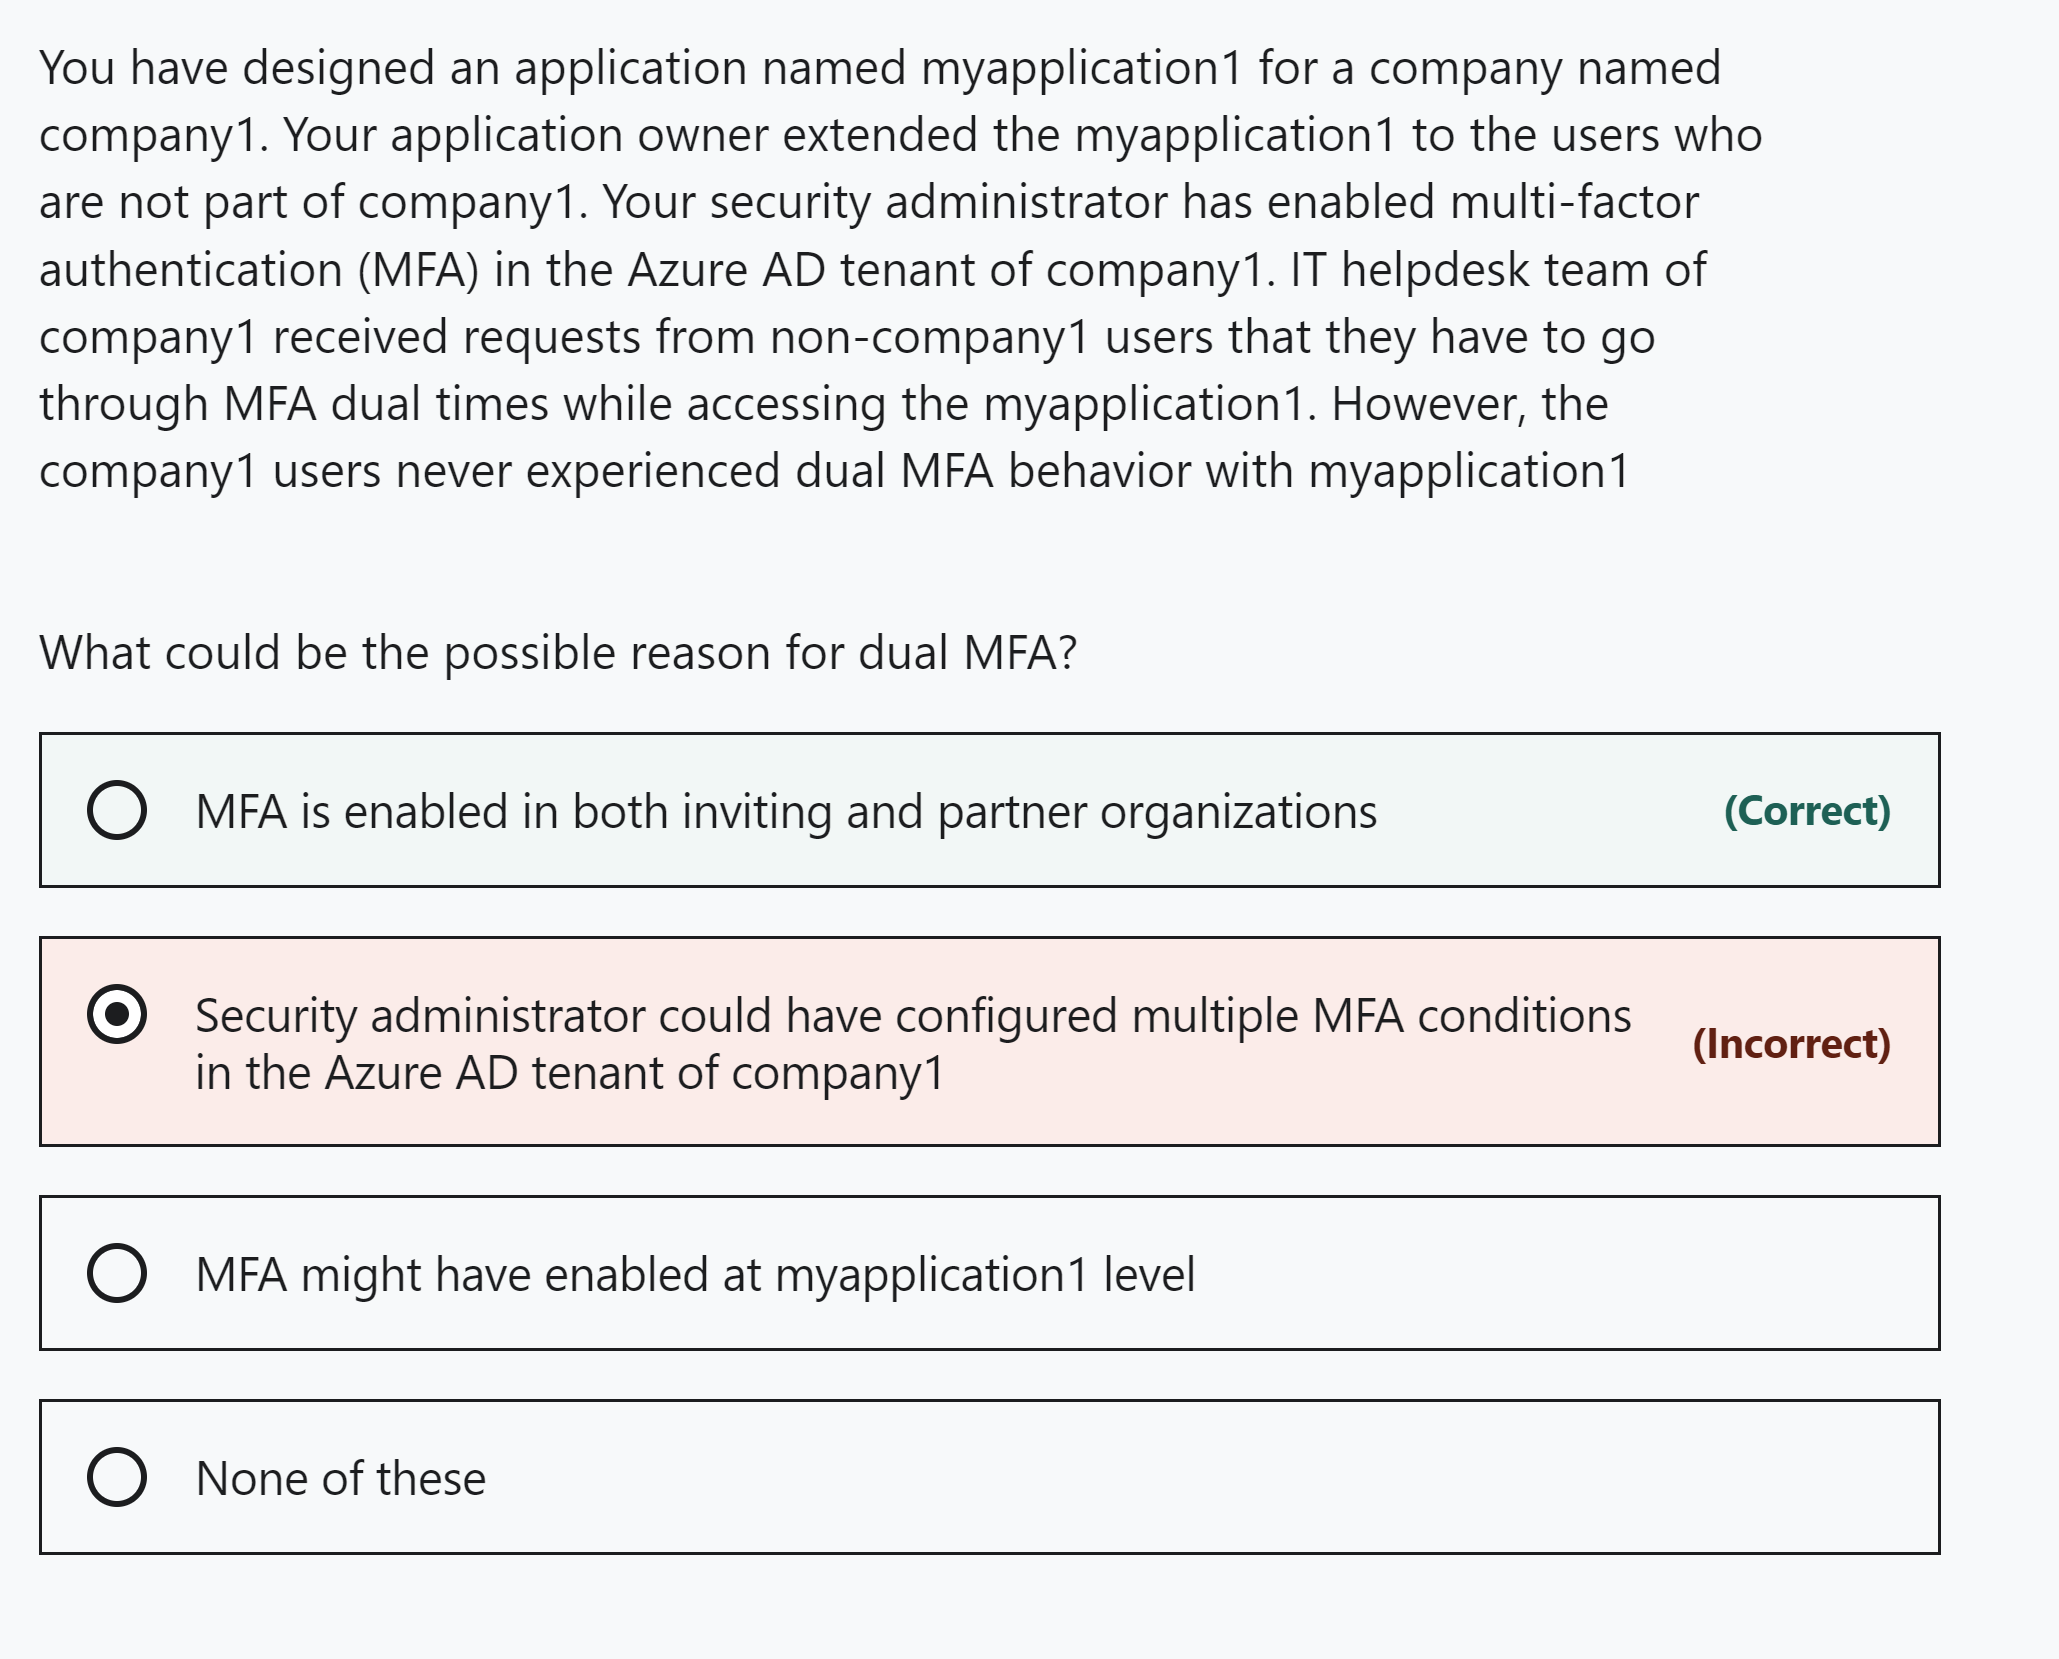 You have designed an application named myapplication1 for a company named
company1. Your application owner extended the myapplication1 to the users who
are not part of company1. Your security administrator has enabled multi-factor
authentication (MFA) in the Azure AD tenant of company1. IT helpdesk team of
company1 received requests from non-company1 users that they have to go
through MFA dual times while accessing the myapplication1. However, the
company1 users never experienced dual MFA behavior with myapplication1
What could be the possible reason for dual MFA?
MFA is enabled in both inviting and partner organizations (Correct)
Security administrator could have configured multiple MFA conditions
in the Azure AD tenant of company1 (Incorrect)
MFA might have enabled at myapplication1 level
None of these